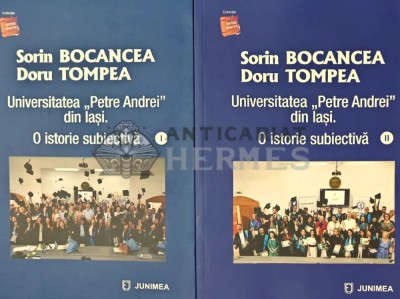 Sorin BOCANCEA
Doru TOMPEA
Universitatea „Petre Andrei"
din Iași.
O istorie subiectivă I
JUNIMEA
Sorin BOCANCEA
Doru TOMPEA
Universitatea „Petre Andrei"
din Iași.
O istorie subiectivă II
JUNIMEA
ANTICARIAT
HERMES